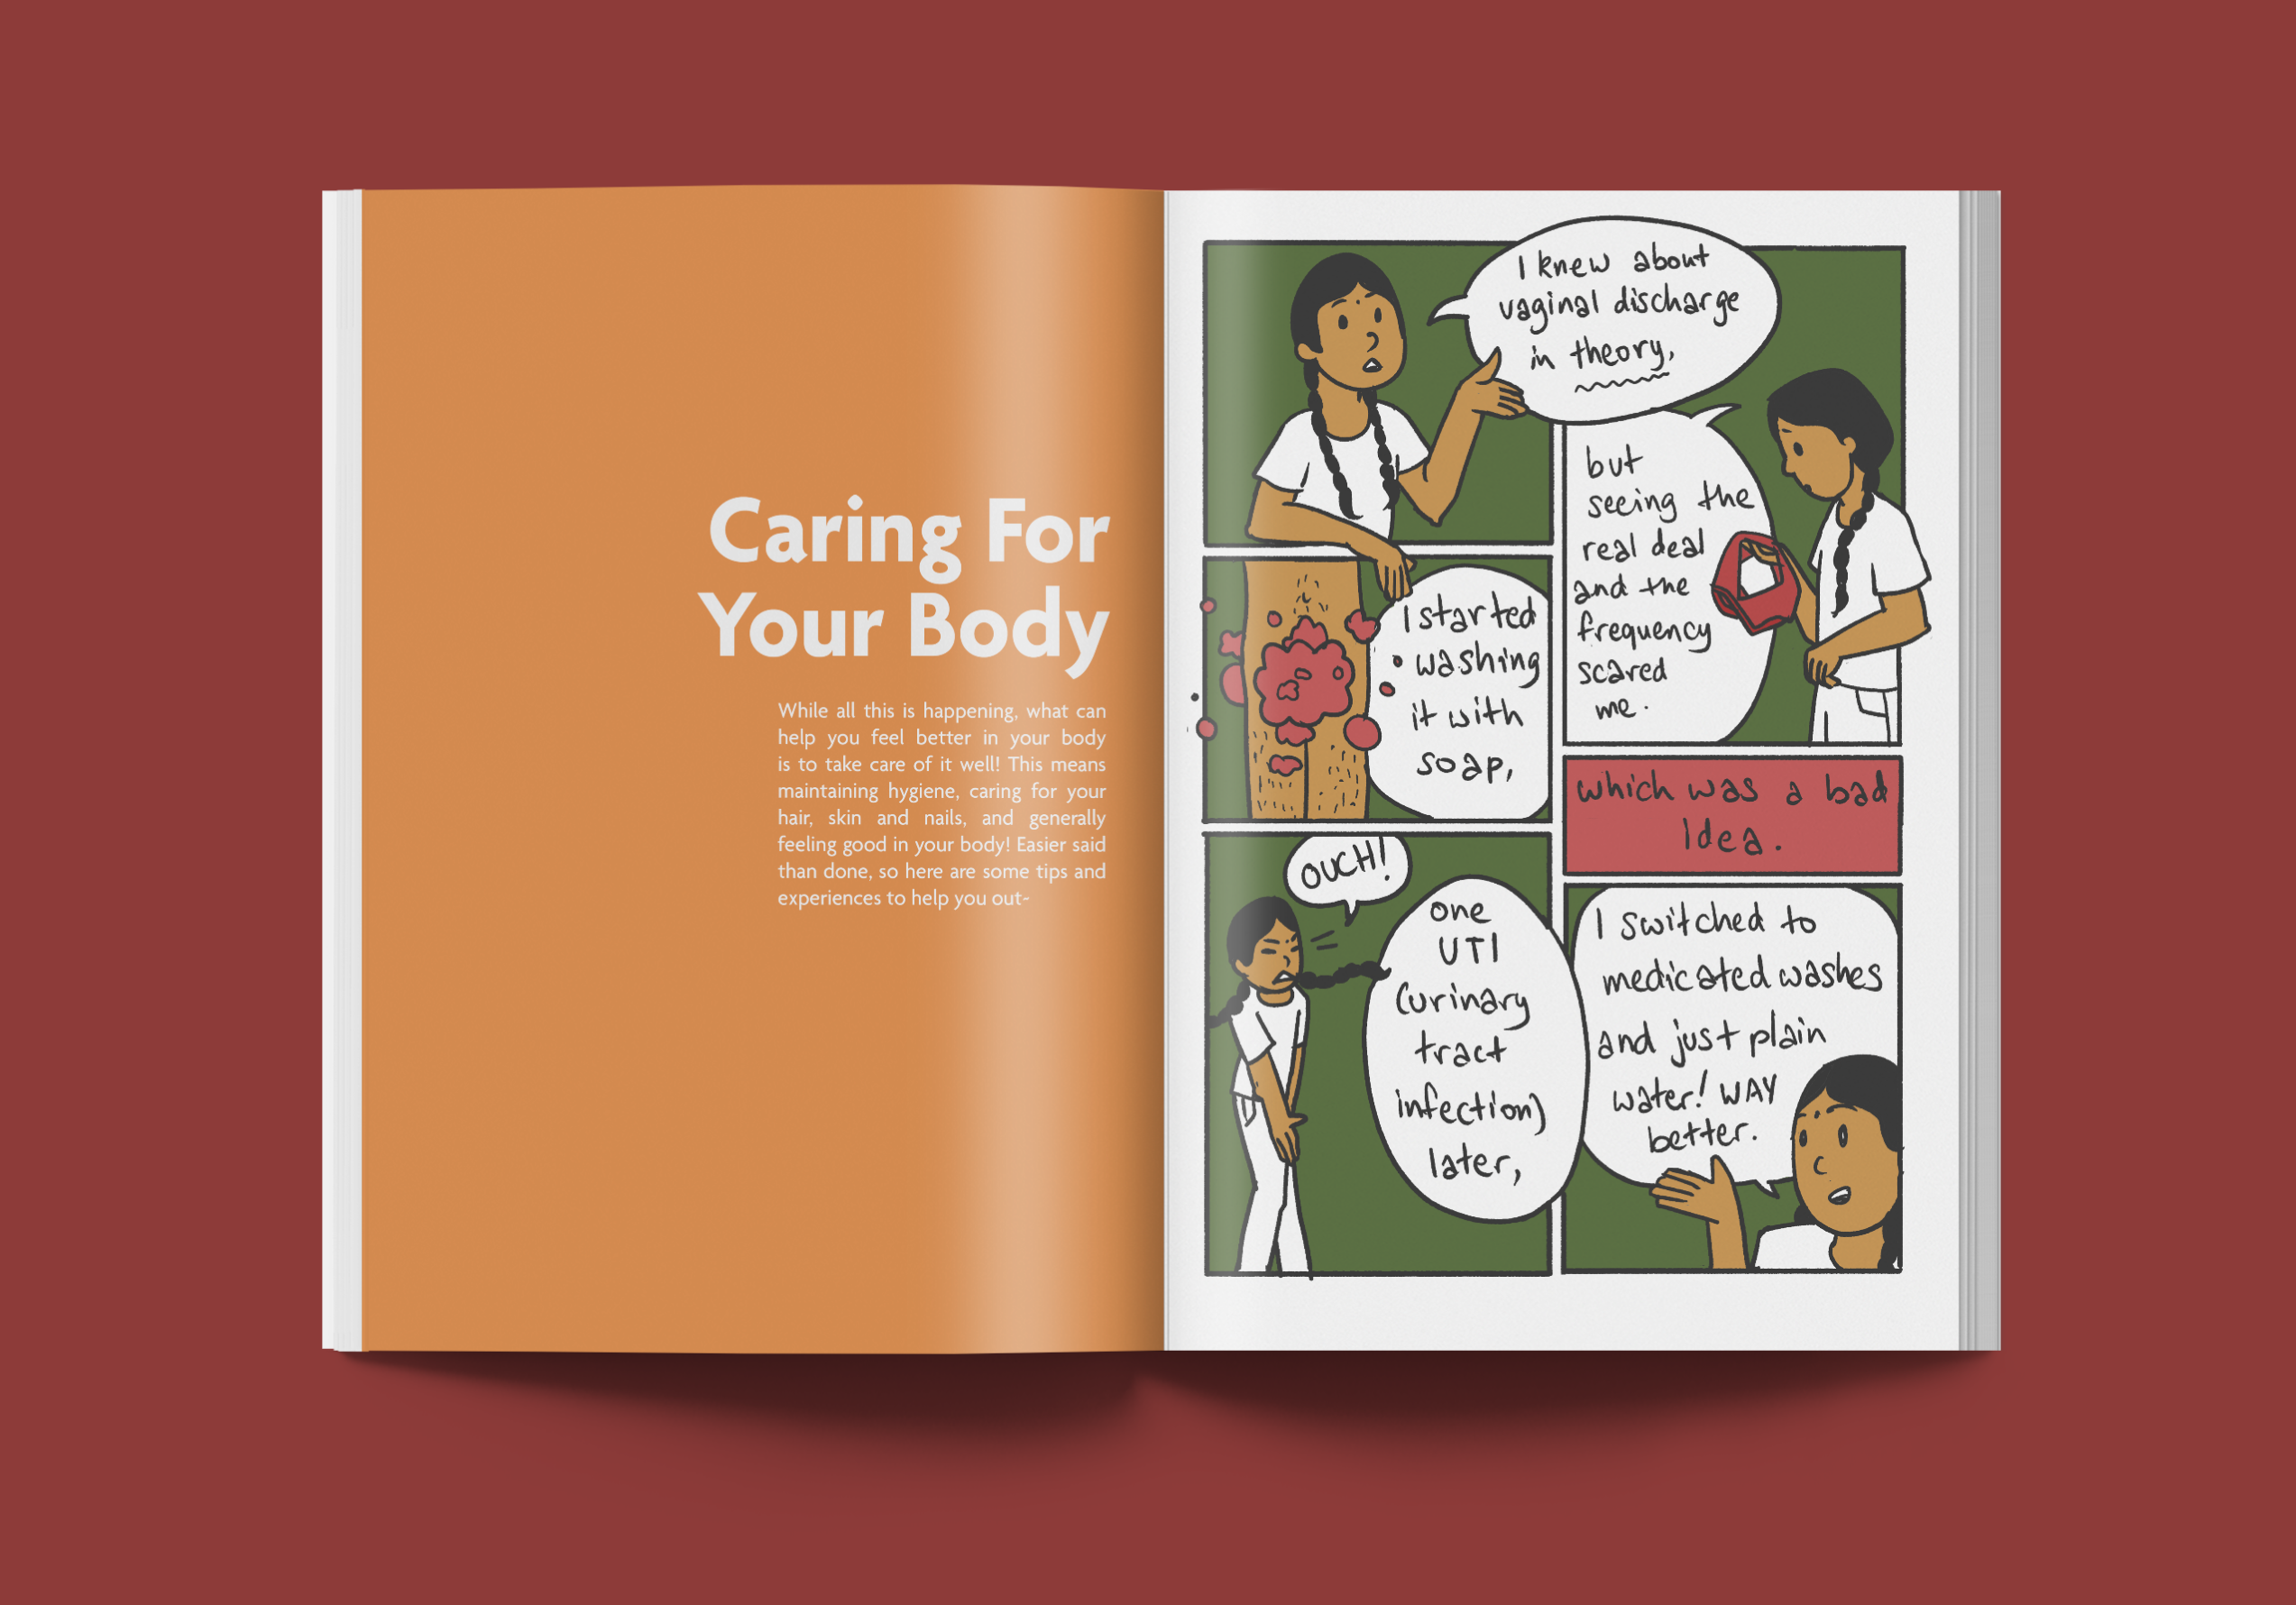 Caring For
Your Body
While all this is happening, what can
help you feel better in your body
is to take care of it well! This means
maintaining hygiene, caring for your
hair, skin and nails, and generally
feeling good in your body! Easier said
than done, so here are some tips and
experiences to help you out-
I knew about
vaginal discharge
in theory,
but
seeing the
real deal
and the
frequency
scared
me.
I started
washing
it with
soap,
which was a bad
Idea.
OUCH!
one
UTI
(urinary
tract
infection)
later,
I switched to
medicated washes
and just plain
water! WAY
better.